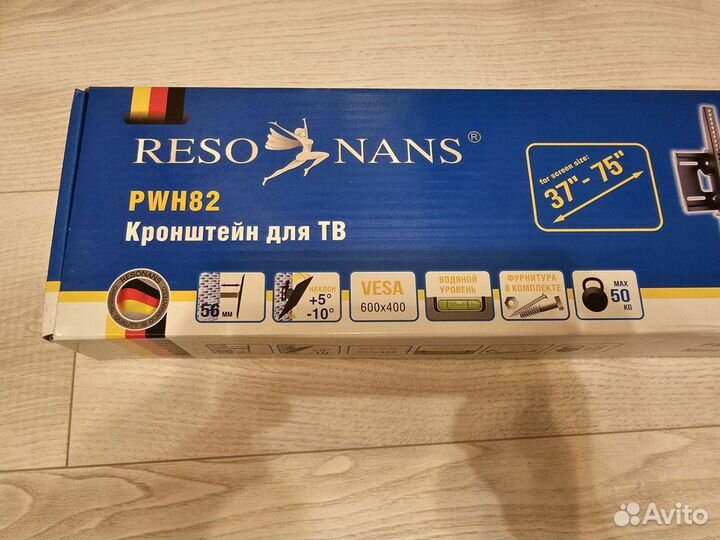 RESO NANS ®
PWH82
Кронштейн для ТВ
for screen size:
37" - 75"
RESONANS
56 мм
НАКЛОН
+5°
-10°
VESA
600x400
ВОДЯНОЙ
УРОВЕНЬ
ФУРНИТУРА
В КОМПЛЕКТЕ
MAX
50
KG
Avito